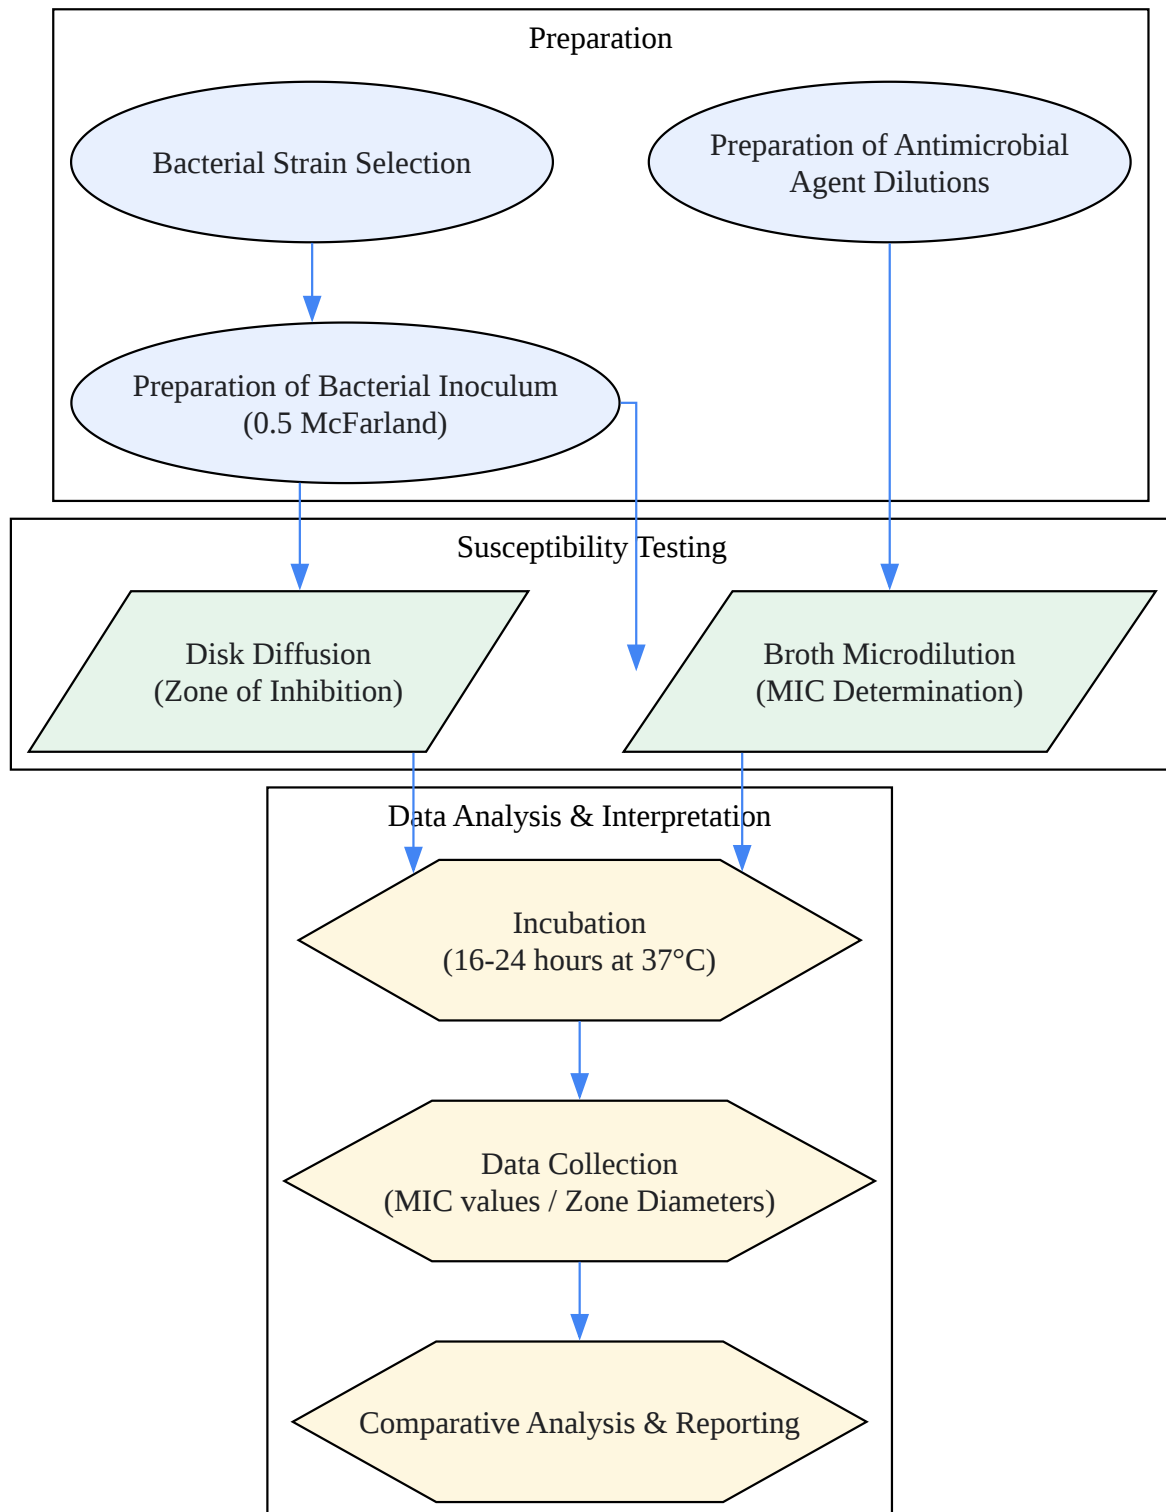 Preparation
Bacterial Strain Selection
Preparation of Antimicrobial
Agent Dilutions
Preparation of Bacterial Inoculum
(0.5 McFarland)
Susceptibility Testing
Disk Diffusion
(Zone of Inhibition)
Broth Microdilution
(MIC Determination)
Data Analysis & Interpretation
Incubation
(16-24 hours at 37°C)
Data Collection
(MIC values / Zone Diameters)
Comparative Analysis & Reporting